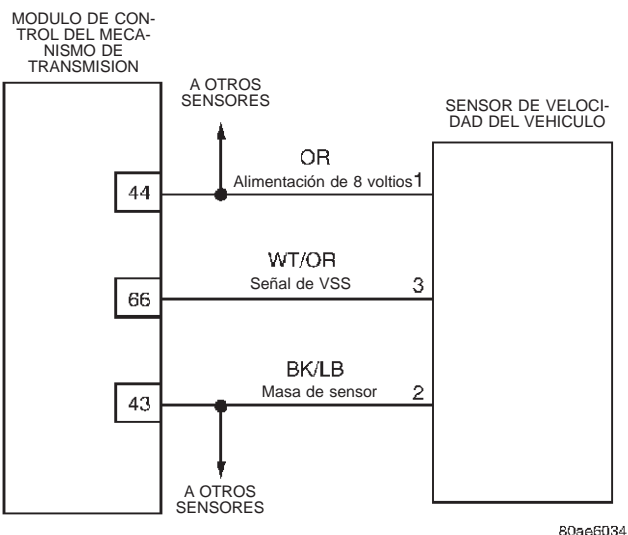 MODULO DE CON-
TROL DEL MECA-
NISMO DE
TRANSMISION
A OTROS
SENSORES
SENSOR DE VELOCI-
DAD DEL VEHICULO
OR
44
Alimentación de 8 voltios
1
WT/OR
66
Señal de VSS
3
BK/LB
43
Masa de sensor
2
A OTROS
SENSORES
80ae6034